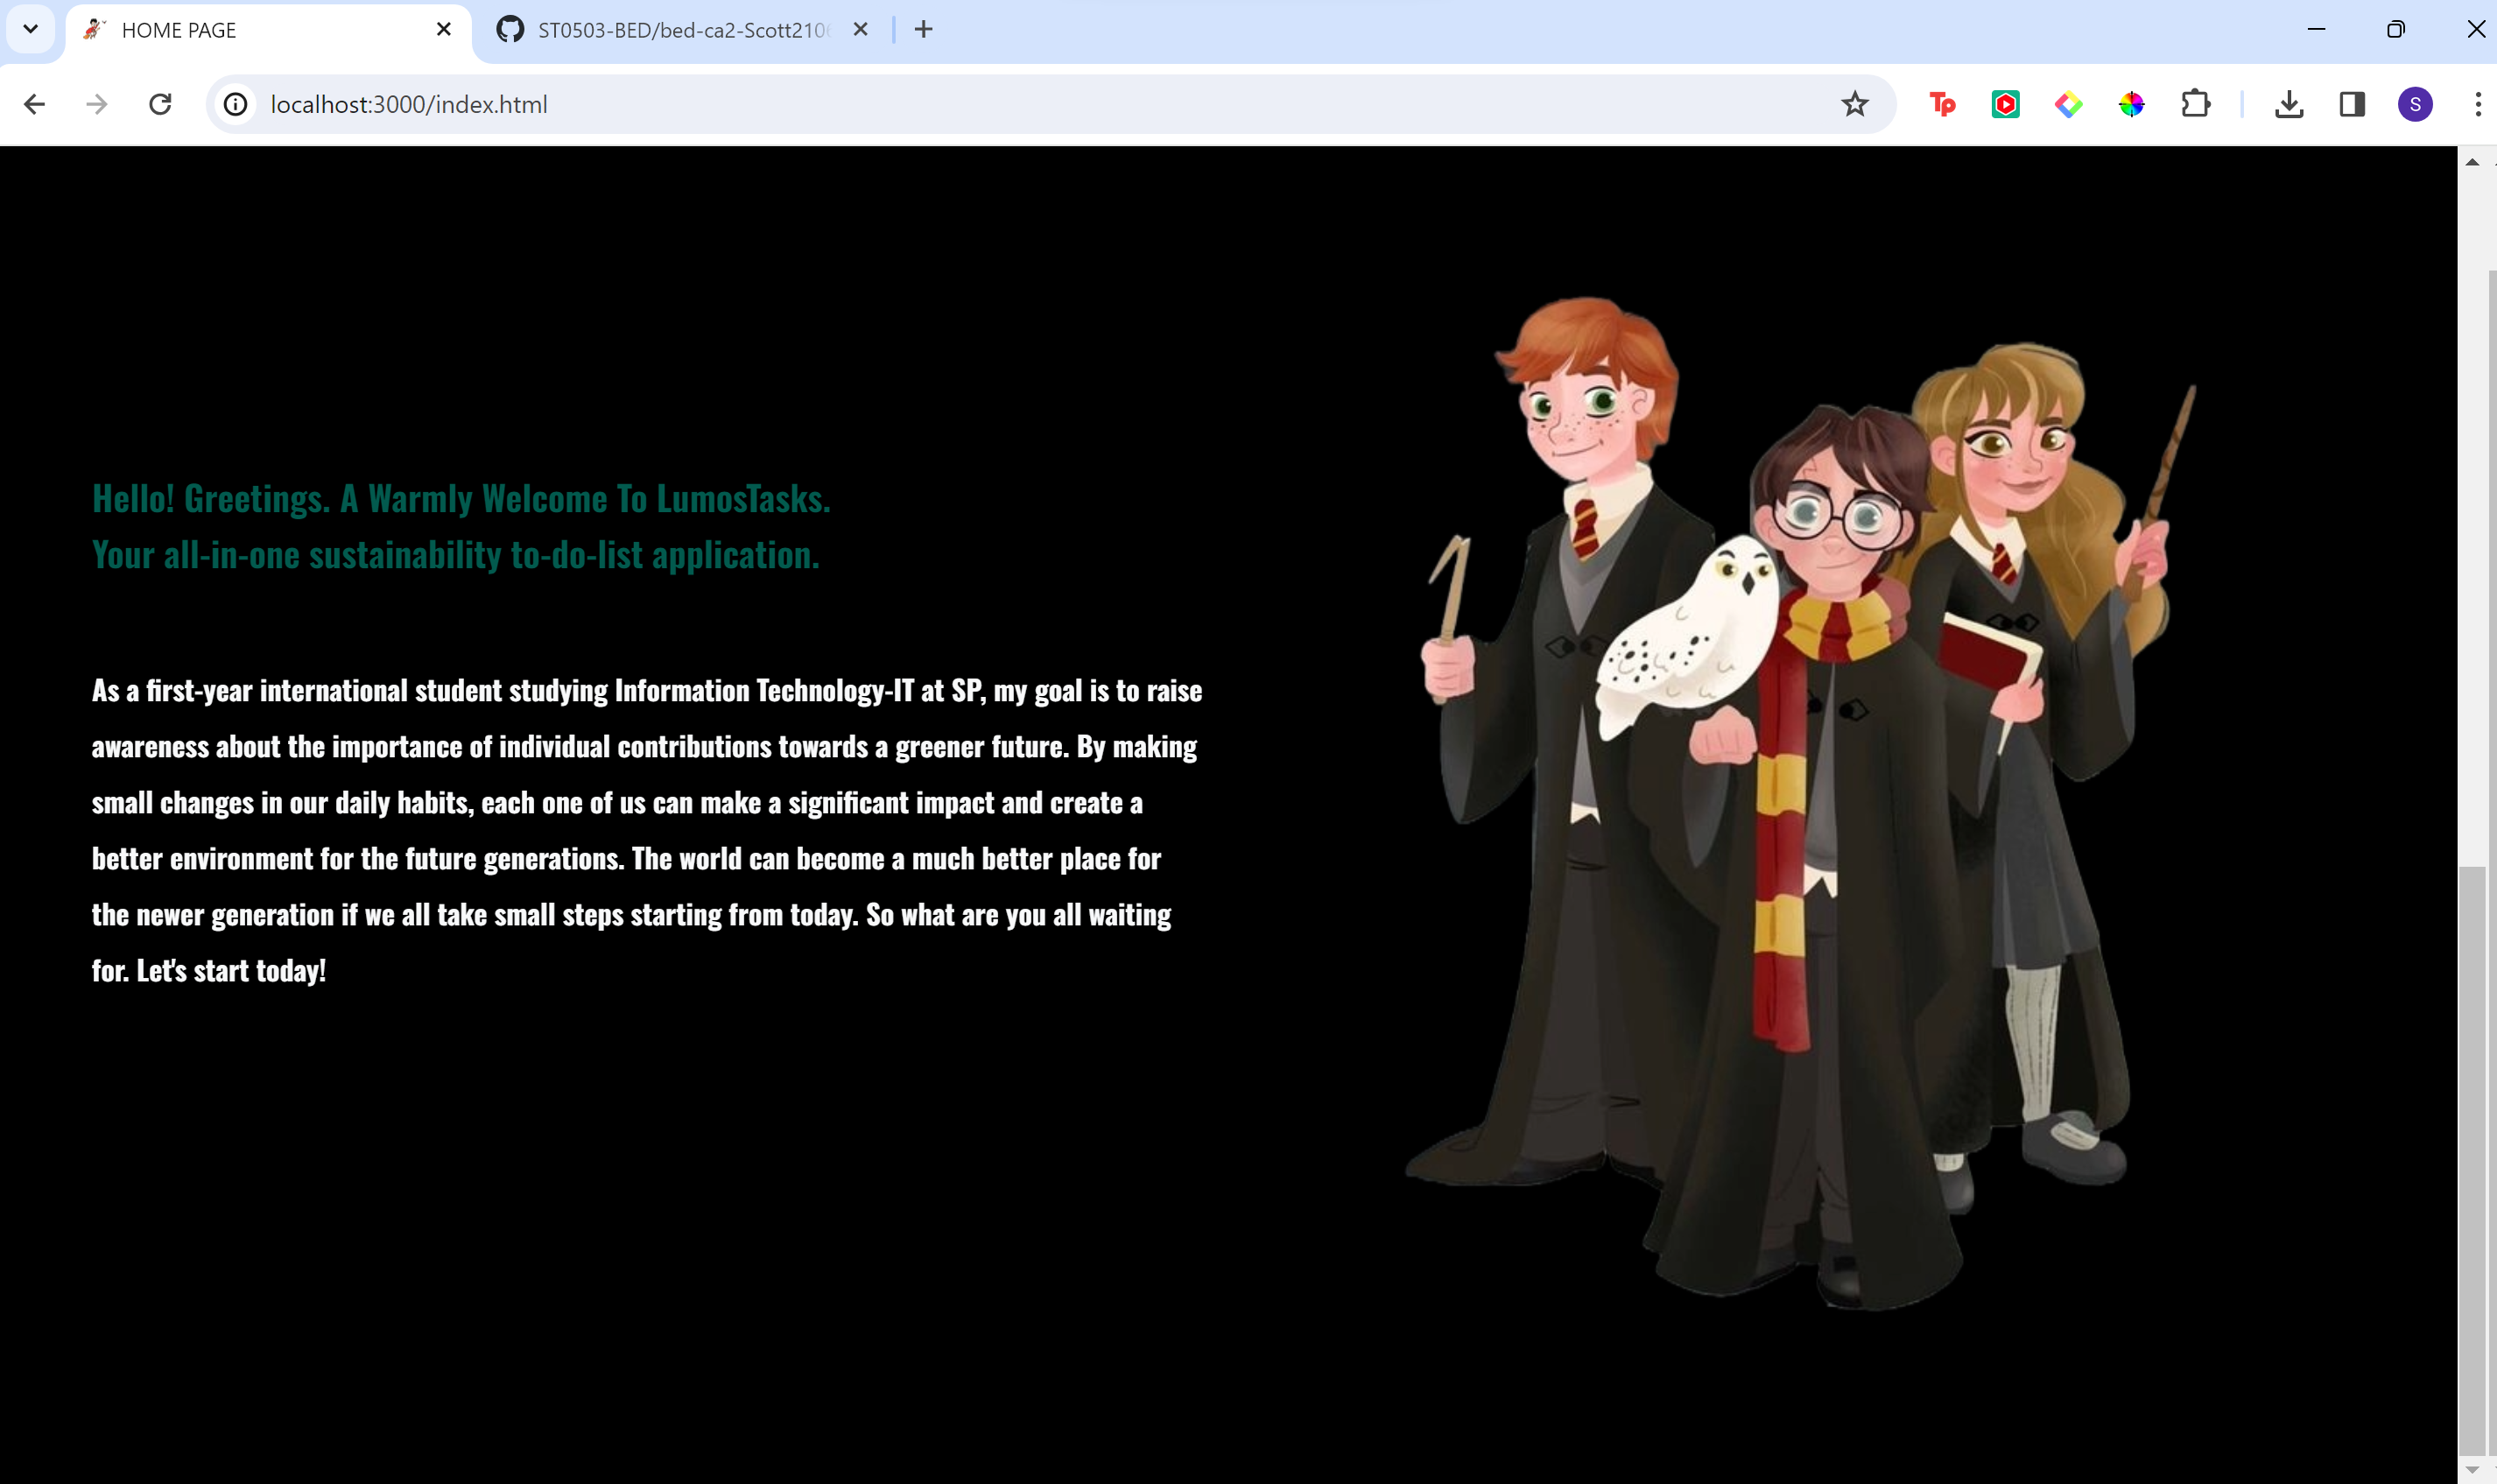 HOME PAGE
ST0503-BED/bed-ca2-Scott210
localhost:3000/index.html
Tp
S
Hello! Greetings. A Warmly Welcome To LumosTasks.
Your all-in-one sustainability to-do-list application.
As a first-year international student studying Information Technology-IT at SP, my goal is to raise
awareness about the importance of individual contributions towards a greener future. By making
small changes in our daily habits, each one of us can make a significant impact and create a
better environment for the future generations. The world can become a much better place for
the newer generation if we all take small steps starting from today. So what are you all waiting
for. Let's start today!